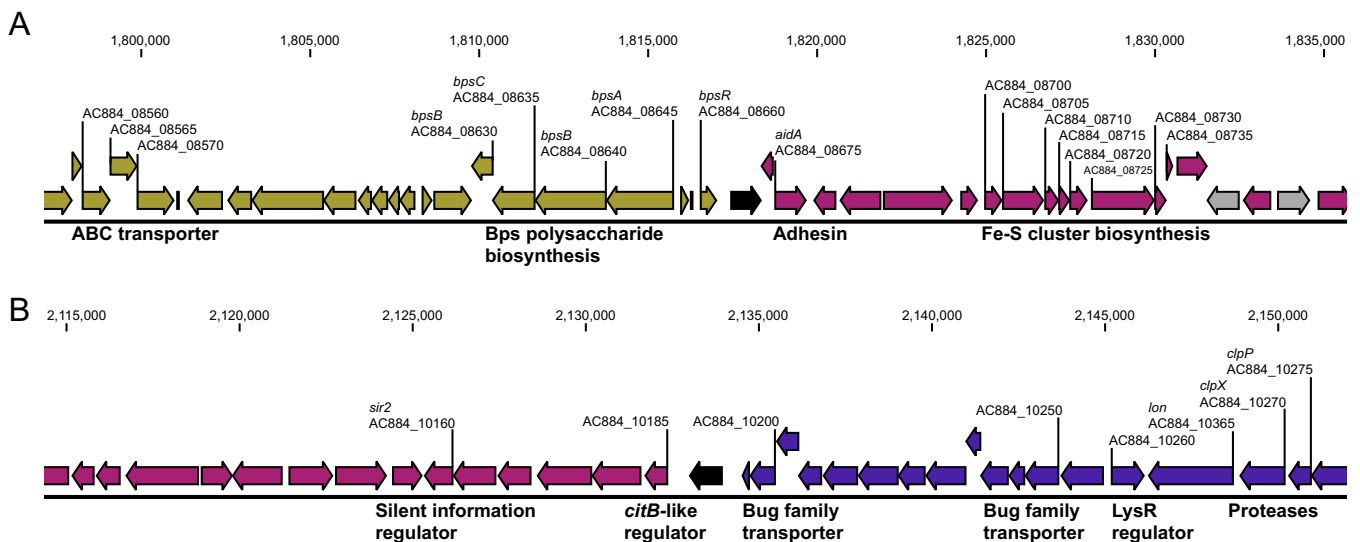 A
1,800,000 1,805,000 1,810,000 1,815,000 1,820,000 1,825,000 1,830,000 1,835,000
AC884_08560
AC884_08565
AC884_08570
bpsB
AC884_08630
bpsC
AC884_08635
bpsB
AC884_08640
bpsA
AC884_08645
bpsR
AC884_08660
aidA
AC884_08675
AC884_08700
AC884_08705
AC884_08710
AC884_08715
AC884_08720
AC884_08725
AC884_08730
AC884_08735
ABC transporter
Bps polysaccharide
biosynthesis
Adhesin
Fe-S cluster biosynthesis
B
2,115,000 2,120,000 2,125,000 2,130,000 2,135,000 2,140,000 2,145,000 2,150,000
sir2
AC884_10160
AC884_10185
AC884_10200
AC884_10250
AC884_10260
lon
AC884_10365
clpX
AC884_10270
clpP
AC884_10275
Silent information
regulator
citB-like
regulator
Bug family
transporter
Bug family
transporter
LysR
regulator
Proteases